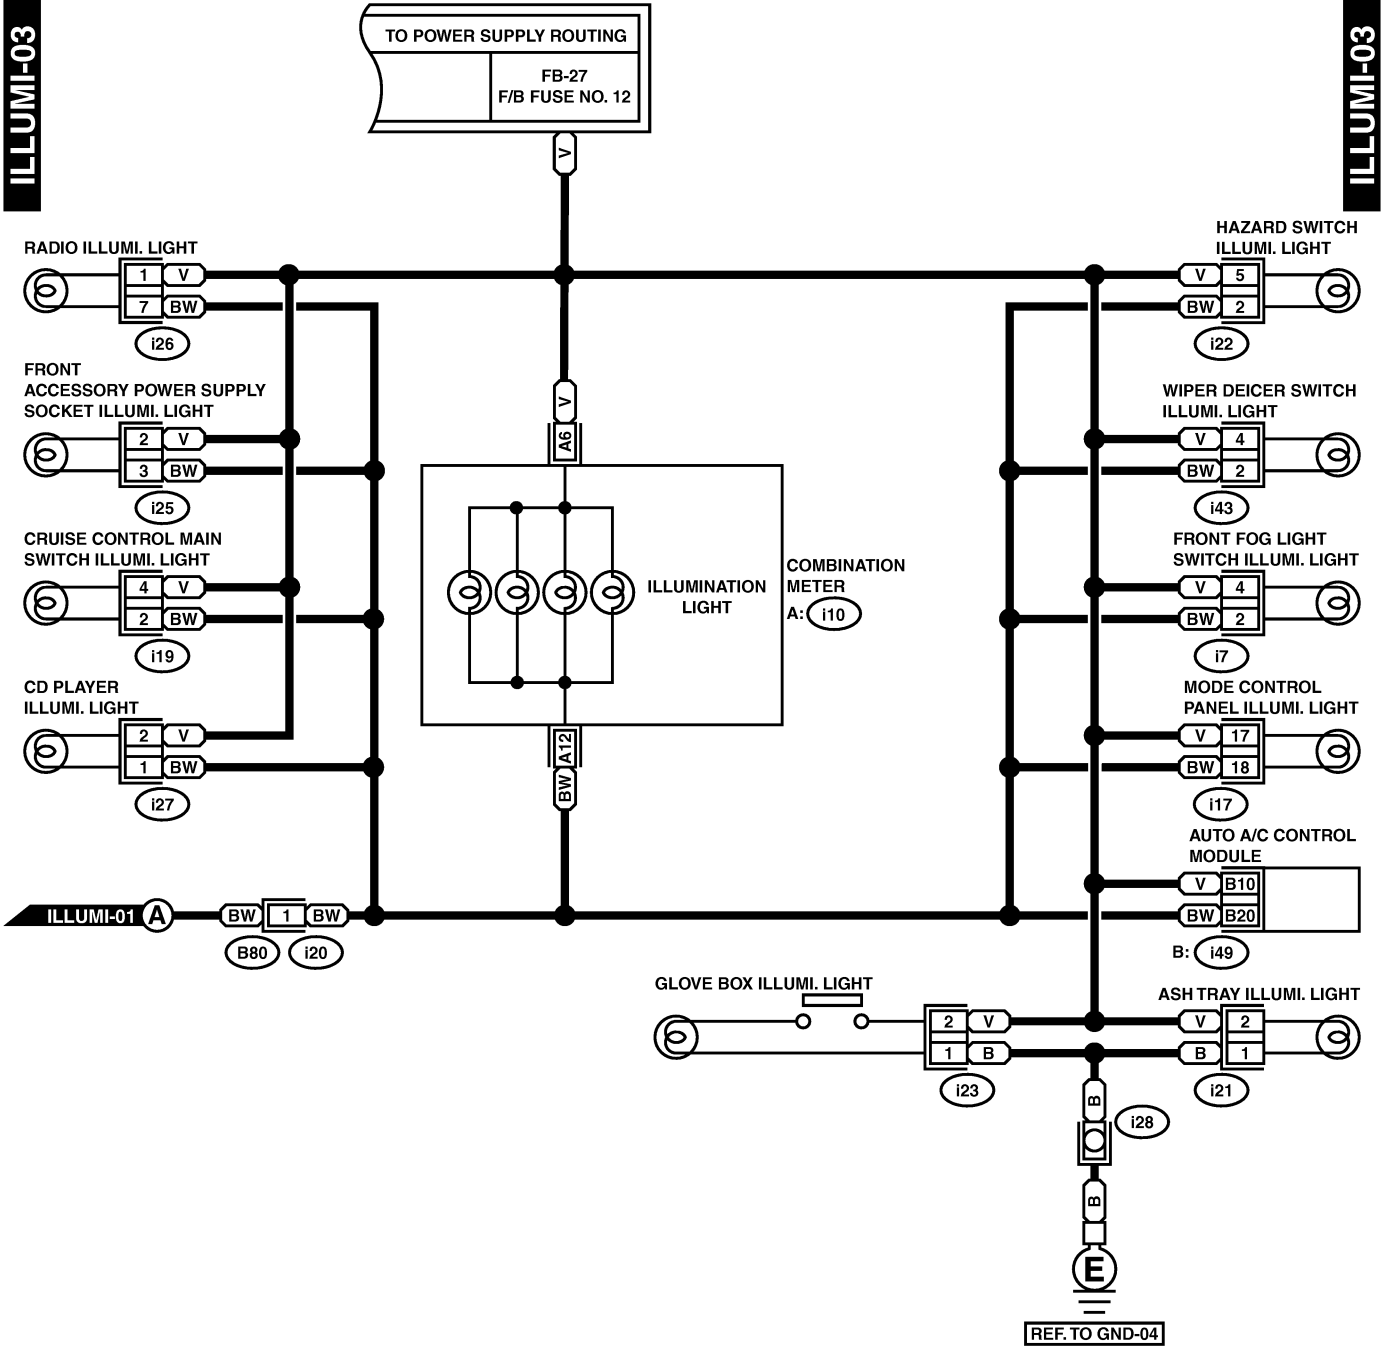 ILLUMI-03
ILLUMI-03
TO POWER SUPPLY ROUTING
FB-27
F/B FUSE NO. 12
V
RADIO ILLUMI. LIGHT
1 V
7 BW
i26
FRONT
ACCESSORY POWER SUPPLY
SOCKET ILLUMI. LIGHT
2 V
3 BW
i25
CRUISE CONTROL MAIN
SWITCH ILLUMI. LIGHT
4 V
2 BW
i19
CD PLAYER
ILLUMI. LIGHT
2 V
1 BW
i27
ILLUMI-01 A BW 1 BW
B80 i20
V
A6
ILLUMINATION
LIGHT
COMBINATION
METER
A: i10
A12
BW
HAZARD SWITCH
ILLUMI. LIGHT
V 5
BW 2
i22
WIPER DEICER SWITCH
ILLUMI. LIGHT
V 4
BW 2
i43
FRONT FOG LIGHT
SWITCH ILLUMI. LIGHT
V 4
BW 2
i7
MODE CONTROL
PANEL ILLUMI. LIGHT
V 17
BW 18
i17
AUTO A/C CONTROL
MODULE
V B10
BW B20
B: i49
GLOVE BOX ILLUMI. LIGHT
2 V
1 B
i23
ASH TRAY ILLUMI. LIGHT
V 2
B 1
i21
B
i28
B
E
REF. TO GND-04